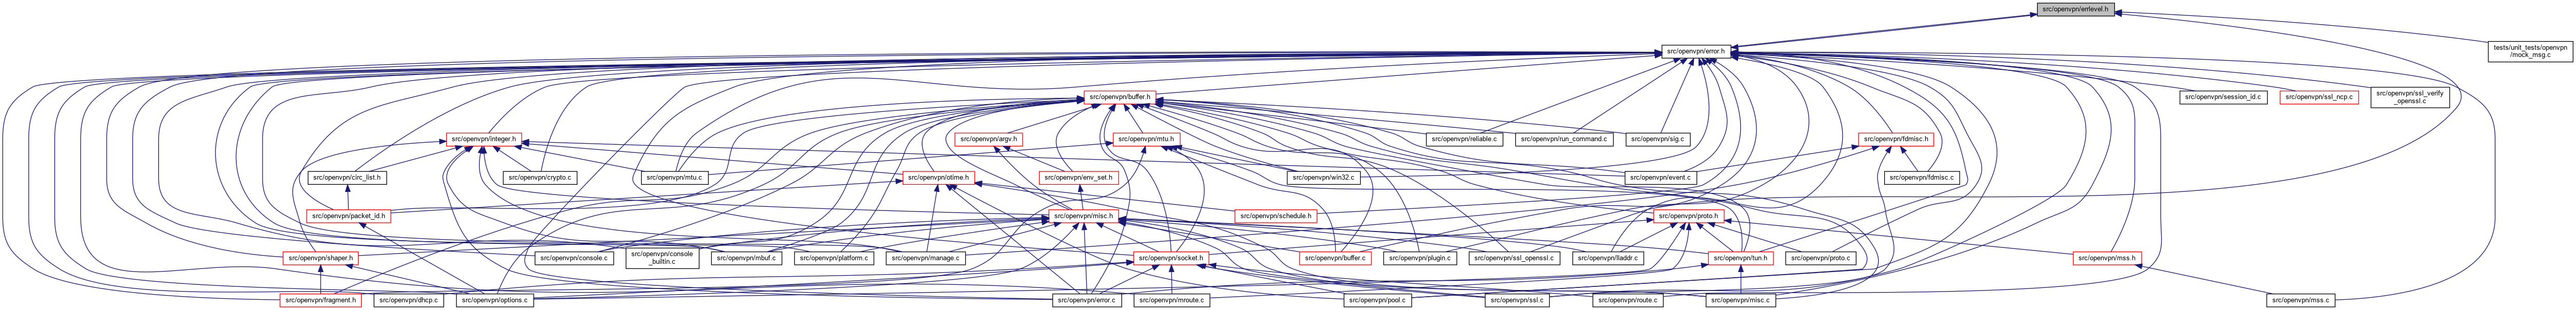 src/openvpn/errlevel.h
src/openvpn/error.h
tests/unit_tests/openvpn
/mock_msg.c
src/openvpn/buffer.h
src/openvpn/session_id.c
src/openvpn/ssl_ncp.c
src/openvpn/ssl_verify
_openssl.c
src/openvpn/integer.h
src/openvpn/argv.h
src/openvpn/mtu.h
src/openvpn/reliable.c
src/openvpn/run_command.c
src/openvpn/sig.c
src/openvpn/fdmisc.h
src/openvpn/circ_list.h
src/openvpn/crypto.c
src/openvpn/mtu.c
src/openvpn/otime.h
src/openvpn/env_set.h
src/openvpn/win32.c
src/openvpn/event.c
src/openvpn/fdmisc.c
src/openvpn/packet_id.h
src/openvpn/misc.h
src/openvpn/schedule.h
src/openvpn/proto.h
src/openvpn/shaper.h
src/openvpn/console.c
src/openvpn/console
_builtin.c
src/openvpn/mbuf.c
src/openvpn/platform.c
src/openvpn/manage.c
src/openvpn/socket.h
src/openvpn/buffer.c
src/openvpn/plugin.c
src/openvpn/ssl_openssl.c
src/openvpn/lladdr.c
src/openvpn/tun.h
src/openvpn/proto.c
src/openvpn/mss.h
src/openvpn/fragment.h
src/openvpn/dhcp.c
src/openvpn/options.c
src/openvpn/error.c
src/openvpn/mroute.c
src/openvpn/pool.c
src/openvpn/ssl.c
src/openvpn/route.c
src/openvpn/misc.c
src/openvpn/mss.c